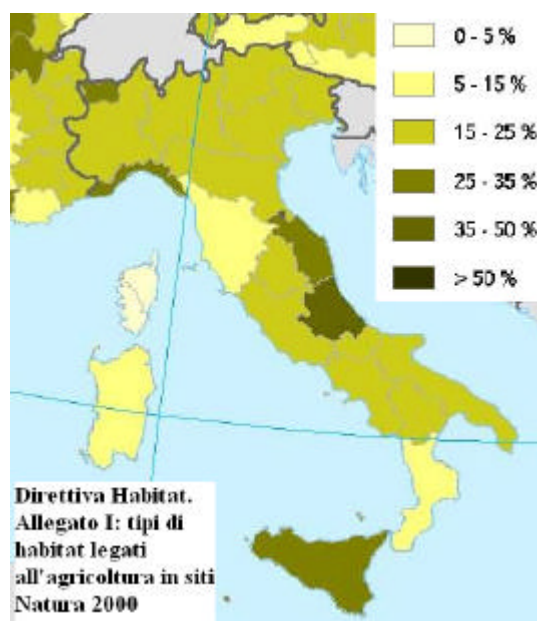 0 - 5 %
5 - 15 %
15 - 25 %
25 - 35 %
35 - 50 %
> 50 %
Direttiva Habitat.
Allegato I: tipi di
habitat legati
all'agricoltura in siti
Natura 2000